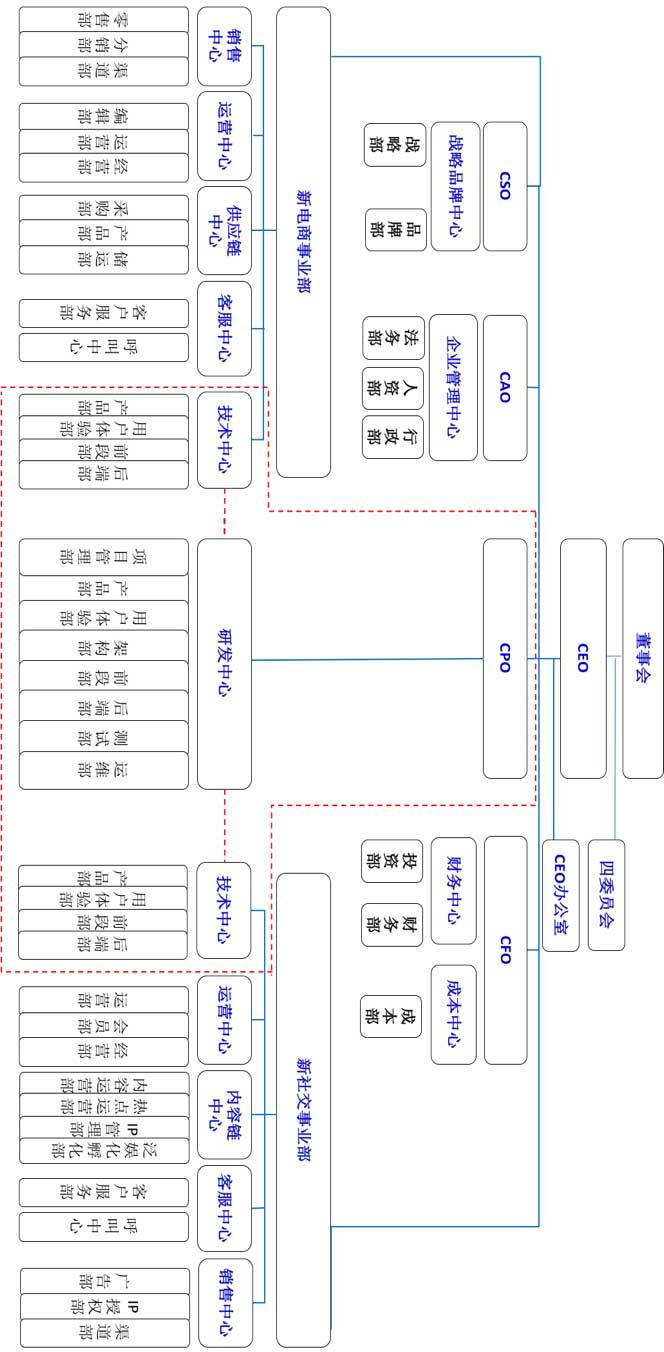 董事会
四委员会
CEO
CEO办公室
CSO
CAO
CPO
CFO
战略品牌中心
企业管理中心
财务中心
成本中心
战略
部
品牌
部
法务
部
人资
部
行政
部
投资
部
财务
部
成本
部
新电商事业部
新社交事业部
销售
中心
运营中心
供应链
中心
客服中心
技术中心
研发中心
技术中心
运营中心
内容链
中心
客服中心
销售中心
零售部
分销部
渠道部
编辑部
运营部
经营部
采购部
产品部
储运部
客户服务部
呼叫中心
产品部
用户体验部
前段部
后端部
项目管理部
产品部
用户体验部
架构部
前段部
后端部
测试部
运维部
产品部
用户体验部
前段部
后端部
运营部
会员部
经营部
内容运营部
热点运营部
IP管理部
泛娱化孵化部
客户服务部
呼叫中心
广告部
IP授权部
渠道部